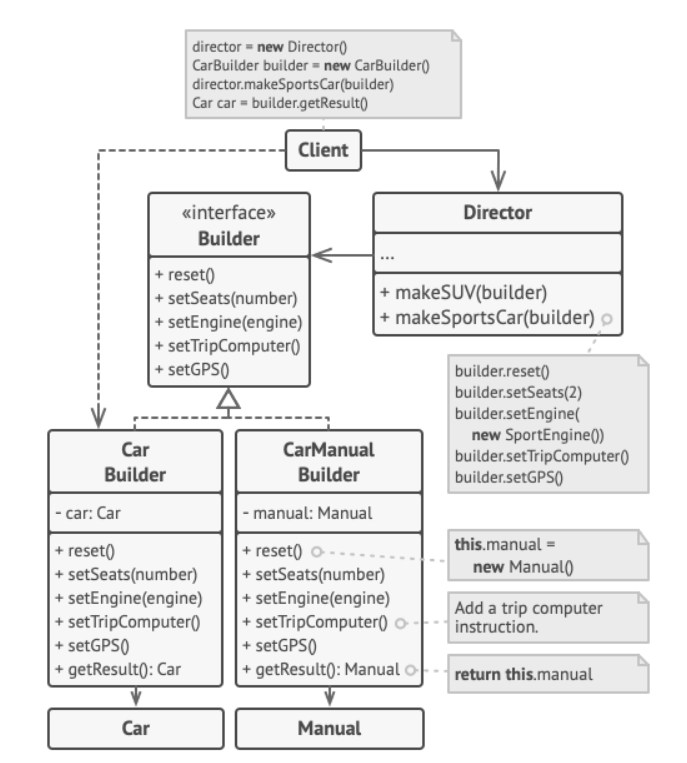 director = new Director()
CarBuilder builder = new CarBuilder()
director.makeSportsCar(builder)
Car car = builder.getResult()
Client
«interface»
Builder
+ reset()
+ setSeats(number)
+ setEngine(engine)
+ setTripComputer()
+ setGPS()
Director
...
+ makeSUV(builder)
+ makeSportsCar(builder)
builder.reset()
builder.setSeats(2)
builder.setEngine(
new SportEngine())
builder.setTripComputer()
builder.setGPS()
Car
Builder
- car: Car
+ reset()
+ setSeats(number)
+ setEngine(engine)
+ setTripComputer()
+ setGPS()
+ getResult(): Car
CarManual
Builder
- manual: Manual
+ reset()
+ setSeats(number)
+ setEngine(engine)
+ setTripComputer()
+ setGPS()
+ getResult(): Manual
this.manual =
new Manual()
Add a trip computer
instruction.
return this.manual
Car
Manual